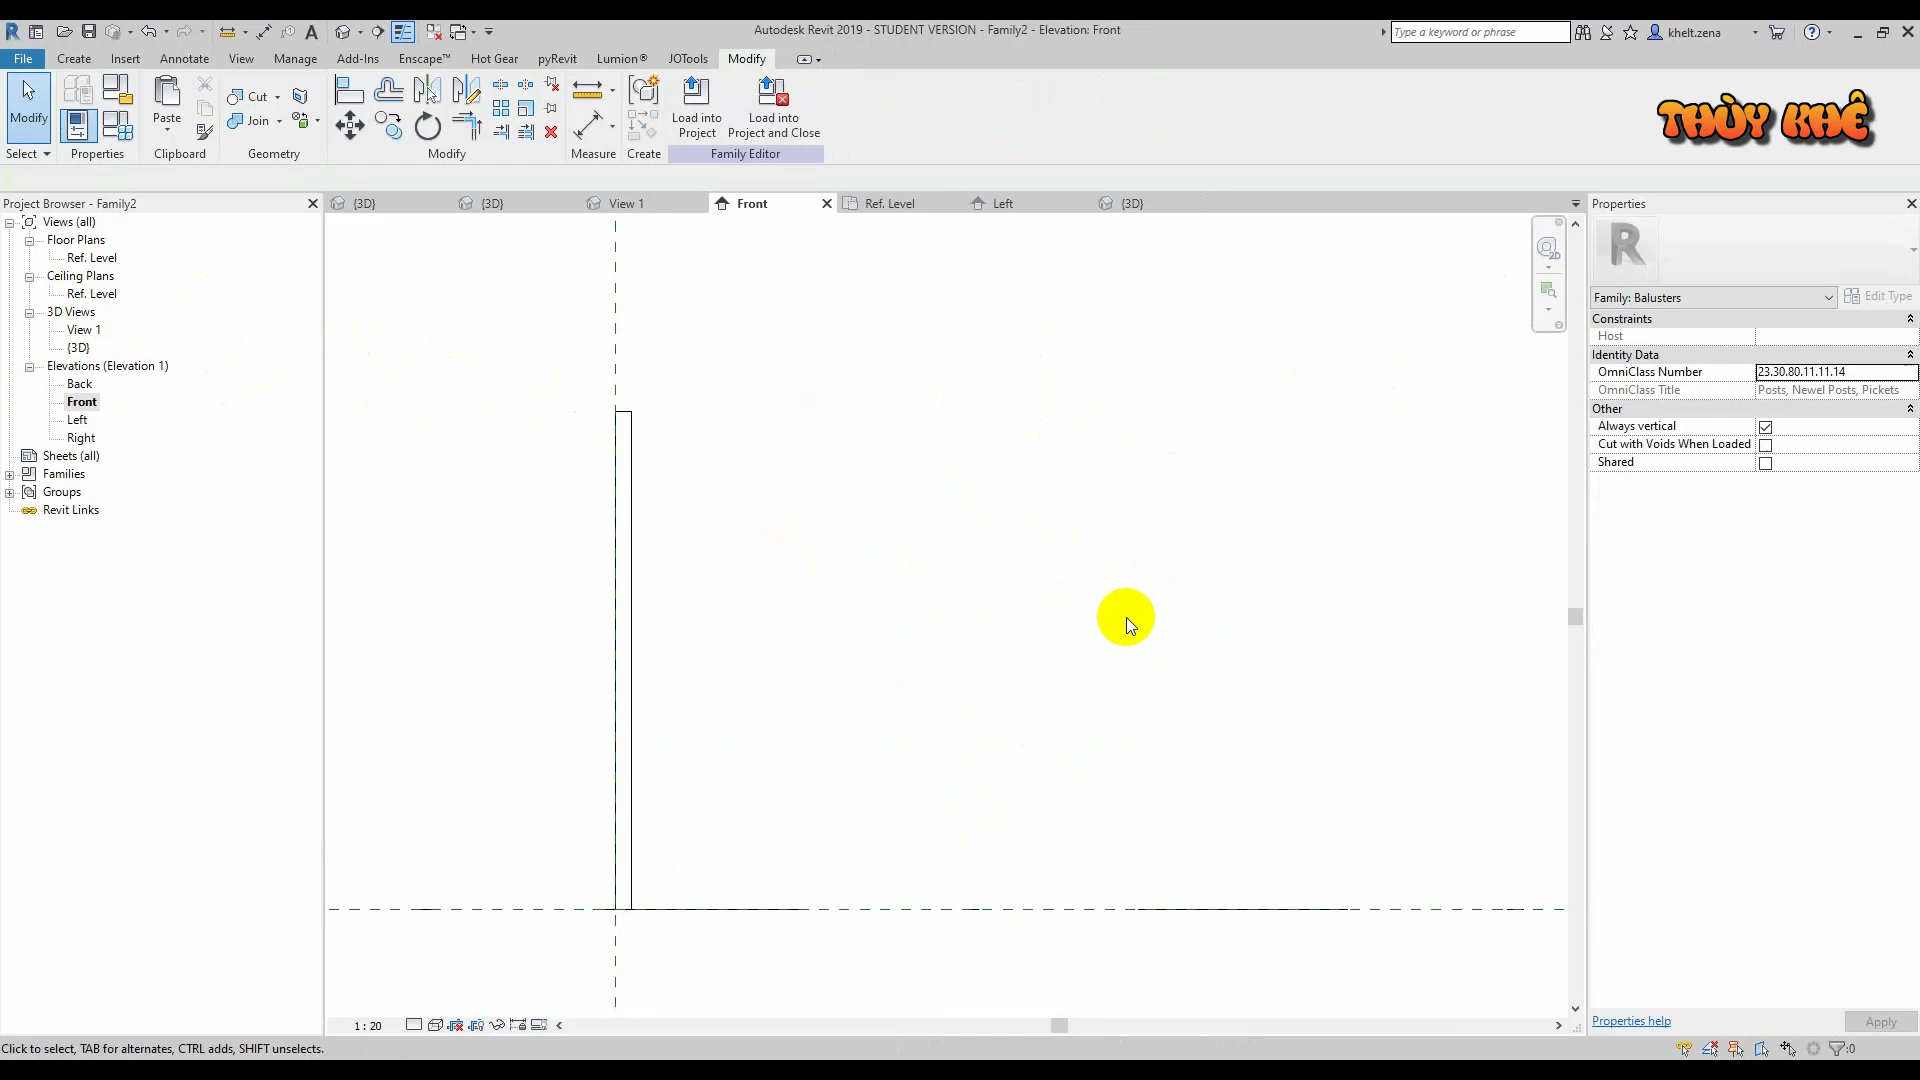 Autodesk Revit 2019 - STUDENT VERSION - Family2 - Elevation: Front
Type a keyword or phrase
khelt.zena
File Create Insert Annotate View Manage Add-Ins Enscape™ Hot Gear pyRevit Lumion® JOTools Modify
Modify
Paste
Cut
Join
Load into
Project
Load into
Project and Close
Select Properties Clipboard Geometry Modify Measure Create Family Editor
THÙY KHÊ
Project Browser - Family2
{3D} {3D} View 1 Front Ref. Level Left {3D}
Properties
Views (all)
Floor Plans
Ref. Level
Ceiling Plans
Ref. Level
3D Views
View 1
{3D}
Elevations (Elevation 1)
Back
Front
Left
Right
Sheets (all)
Families
Groups
Revit Links
2D
R
Family: Balusters Edit Type
Constraints
Host
Identity Data
OmniClass Number 23.30.80.11.11.14
OmniClass Title Posts, Newel Posts, Pickets
Other
Always vertical
Cut with Voids When Loaded
Shared
Properties help Apply
1 : 20
Click to select, TAB for alternates, CTRL adds, SHIFT unselects.
:0